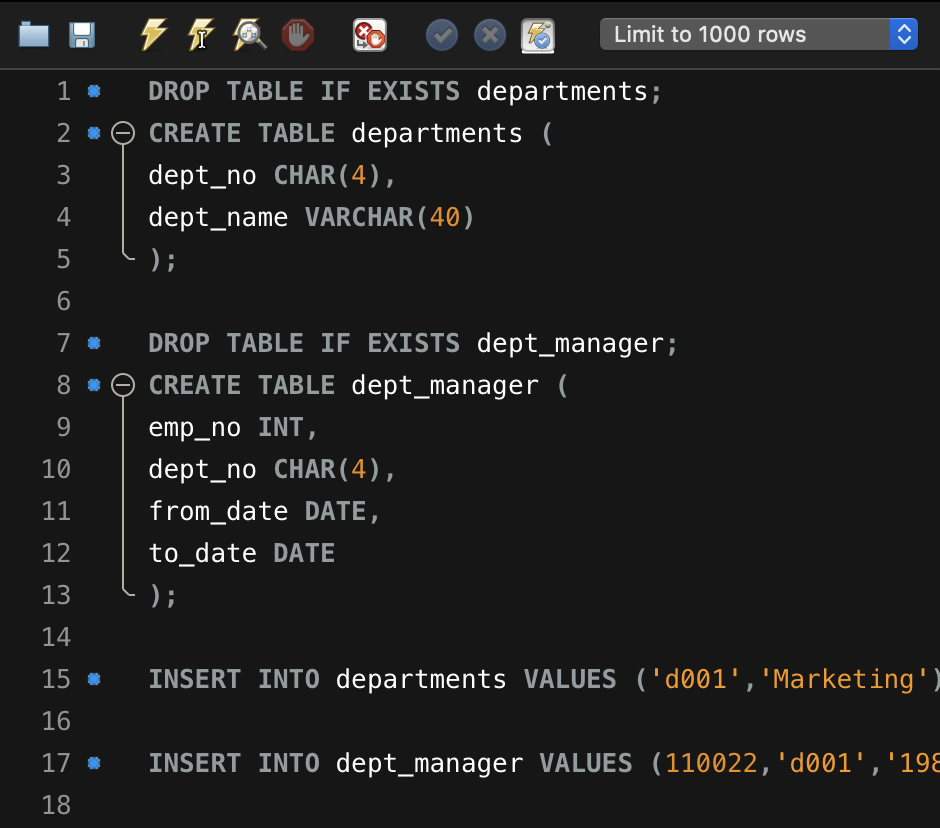 Limit to 1000 rows
1 DROP TABLE IF EXISTS departments;
2 CREATE TABLE departments (
3 dept_no CHAR(4),
4 dept_name VARCHAR(40)
5 );
6
7 DROP TABLE IF EXISTS dept_manager;
8 CREATE TABLE dept_manager (
9 emp_no INT,
10 dept_no CHAR(4),
11 from_date DATE,
12 to_date DATE
13 );
14
15 INSERT INTO departments VALUES ('d001','Marketing')
16
17 INSERT INTO dept_manager VALUES (110022,'d001','198
18